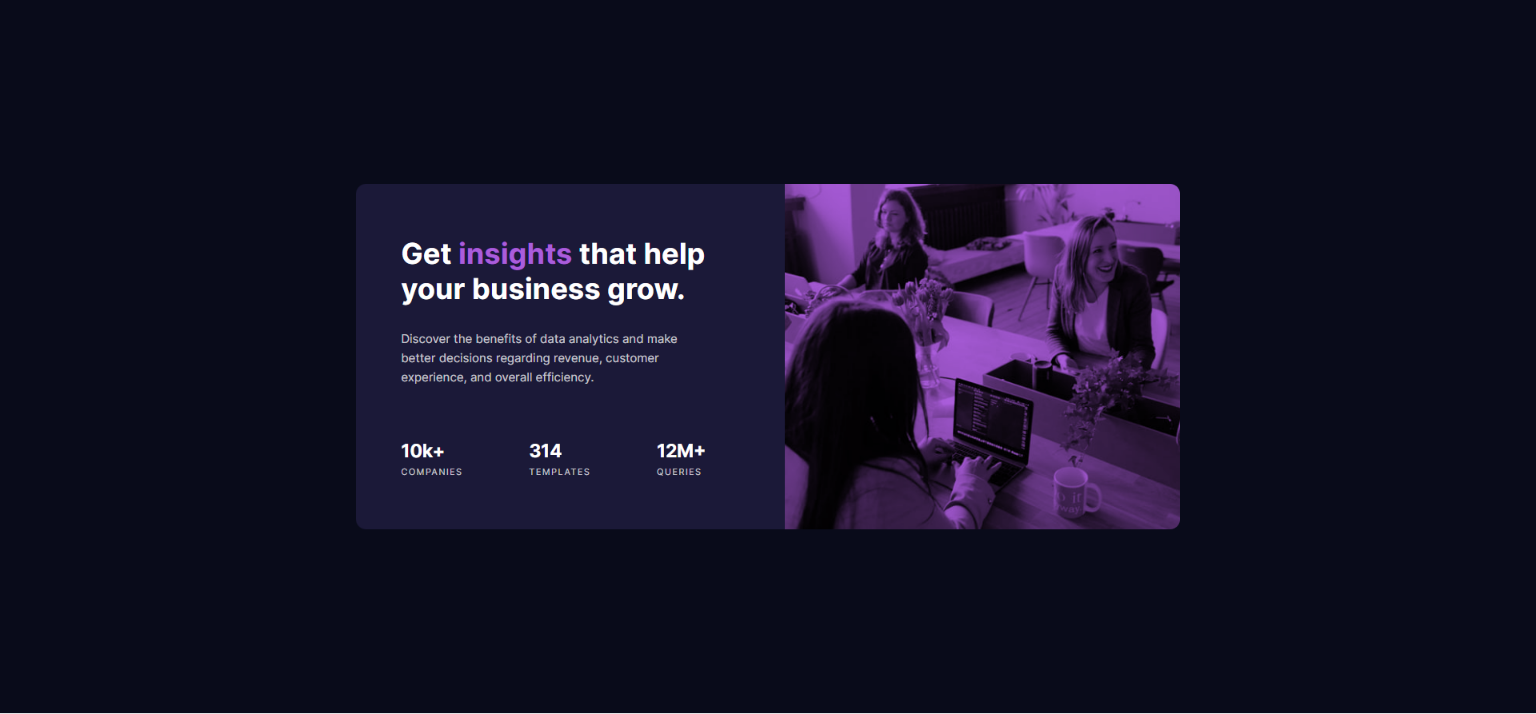 Get insights that help
your business grow.
Discover the benefits of data analytics and make
better decisions regarding revenue, customer
experience, and overall efficiency.
10k+ 314 12M+
COMPANIES TEMPLATES QUERIES